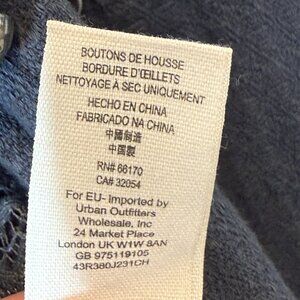 BOUTONS DE HOUSSE
BORDURE D'ŒILLETS
NETTOYAGE À SEC UNIQUEMENT
HECHO EN CHINA
FABRICADO NA CHINA
中國制造
中国製
RN# 66170
CA# 32054
For EU- Imported by
Urban Outfitters
Wholesale, Inc
24 Market Place
London UK W1W 8AN
GB 975119105
43R380J231CH